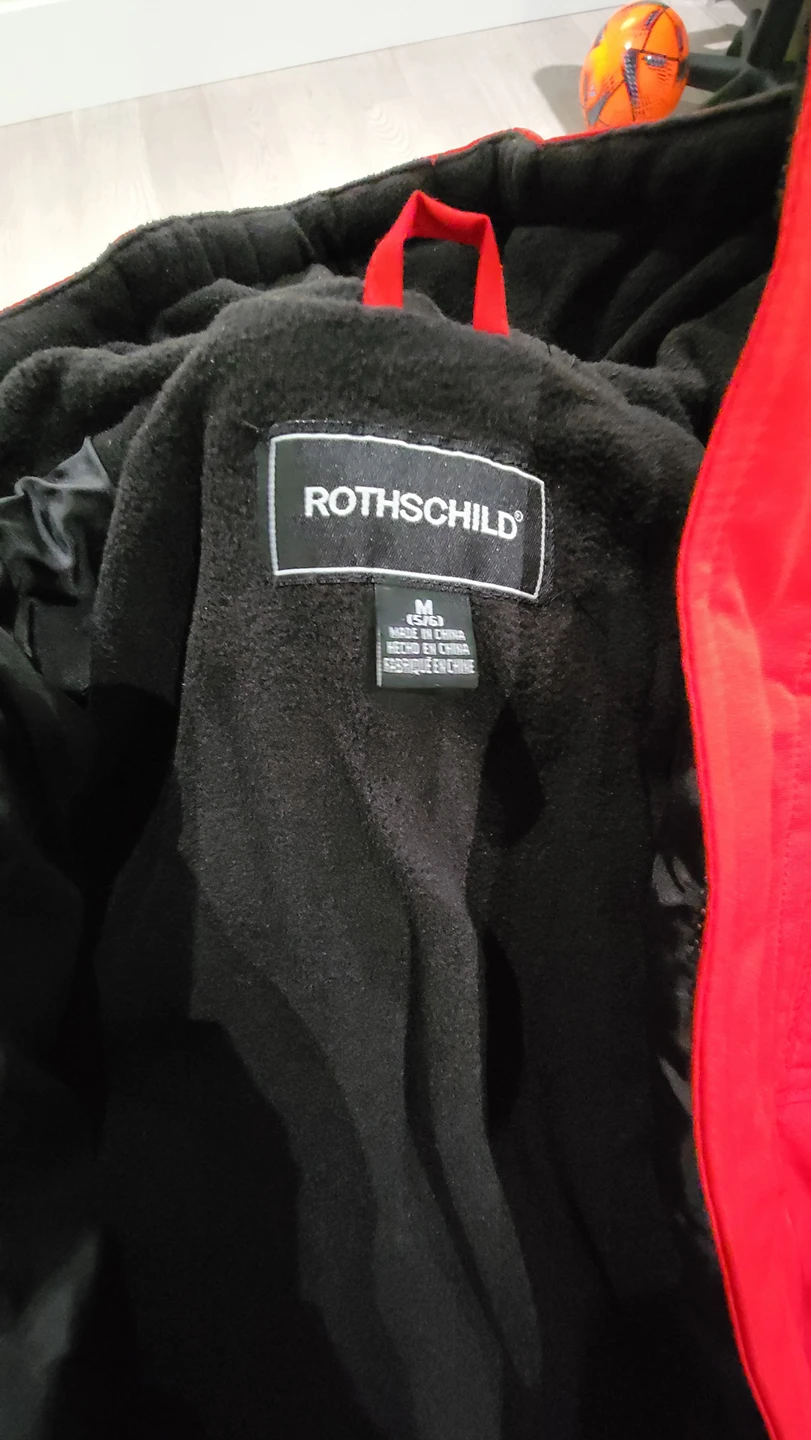 ROTHSCHILD®
M
(5/6)
MADE IN CHINA
HECHO EN CHINA
FABRIQUÉ EN CHINE